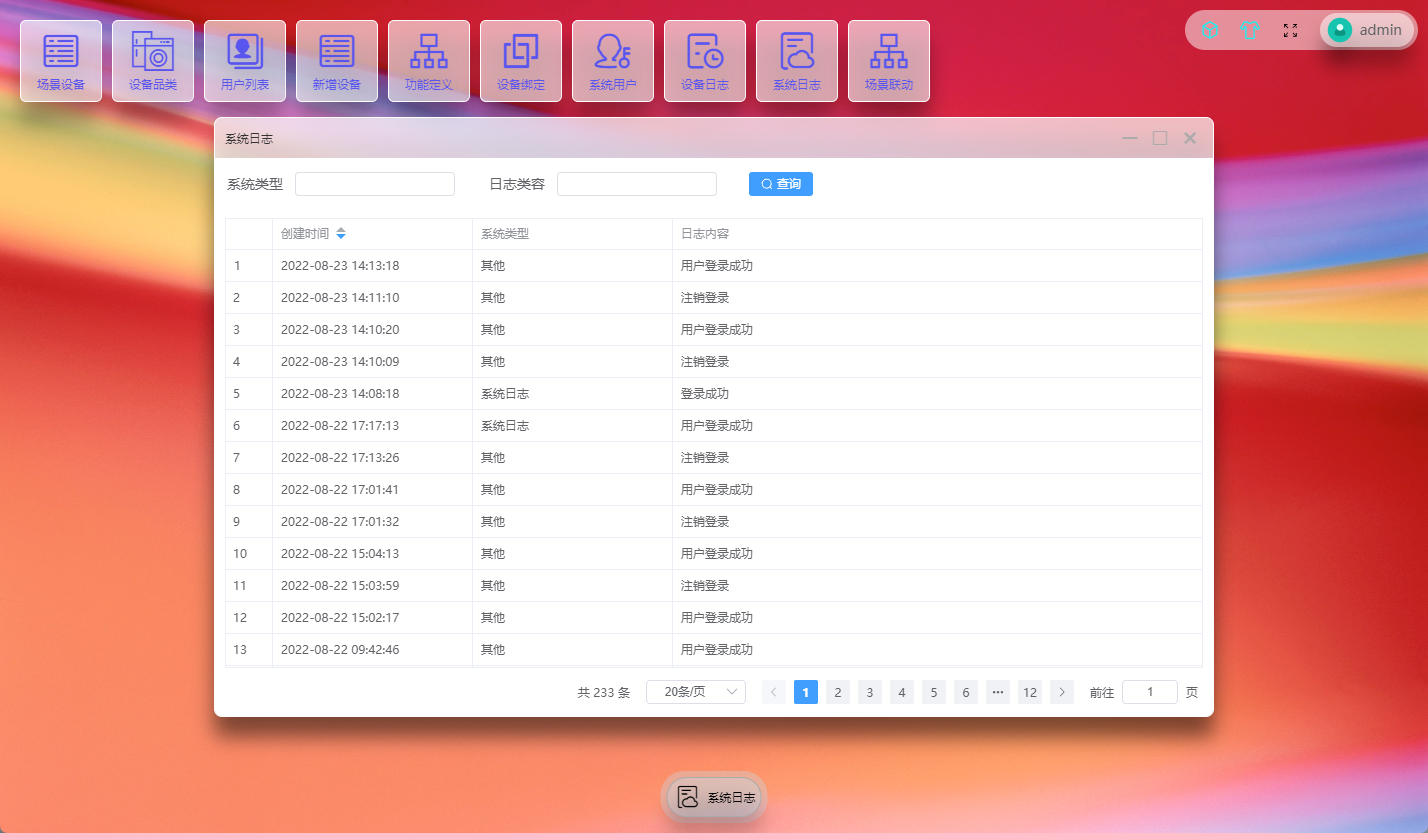 场景设备 设备品类 用户列表 新增设备 功能定义 设备绑定 系统用户 设备日志 系统日志 场景联动 admin
系统日志
系统类型 日志类容 查询
创建时间 系统类型 日志内容
1 2022-08-23 14:13:18 其他 用户登录成功
2 2022-08-23 14:11:10 其他 注销登录
3 2022-08-23 14:10:20 其他 用户登录成功
4 2022-08-23 14:10:09 其他 注销登录
5 2022-08-23 14:08:18 系统日志 登录成功
6 2022-08-22 17:17:13 系统日志 用户登录成功
7 2022-08-22 17:13:26 其他 注销登录
8 2022-08-22 17:01:41 其他 用户登录成功
9 2022-08-22 17:01:32 其他 注销登录
10 2022-08-22 15:04:13 其他 用户登录成功
11 2022-08-22 15:03:59 其他 注销登录
12 2022-08-22 15:02:17 其他 用户登录成功
13 2022-08-22 09:42:46 其他 用户登录成功
共 233 条 20条/页 1 2 3 4 5 6 ••• 12 前往 1 页
系统日志